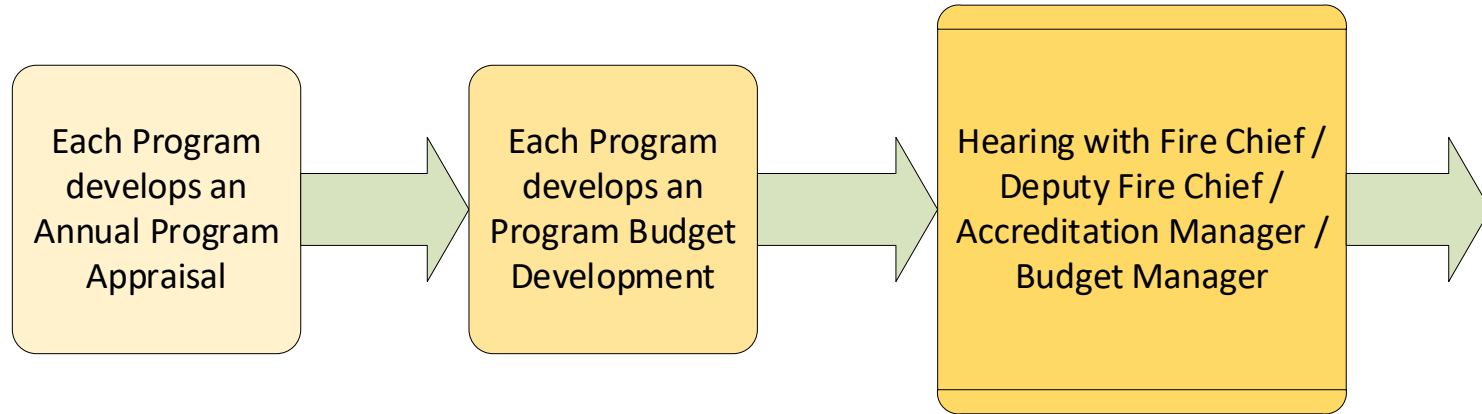 Each Program
develops an
Annual Program
Appraisal
Each Program
develops an
Program Budget
Development
Hearing with Fire Chief /
Deputy Fire Chief /
Accreditation Manager /
Budget Manager